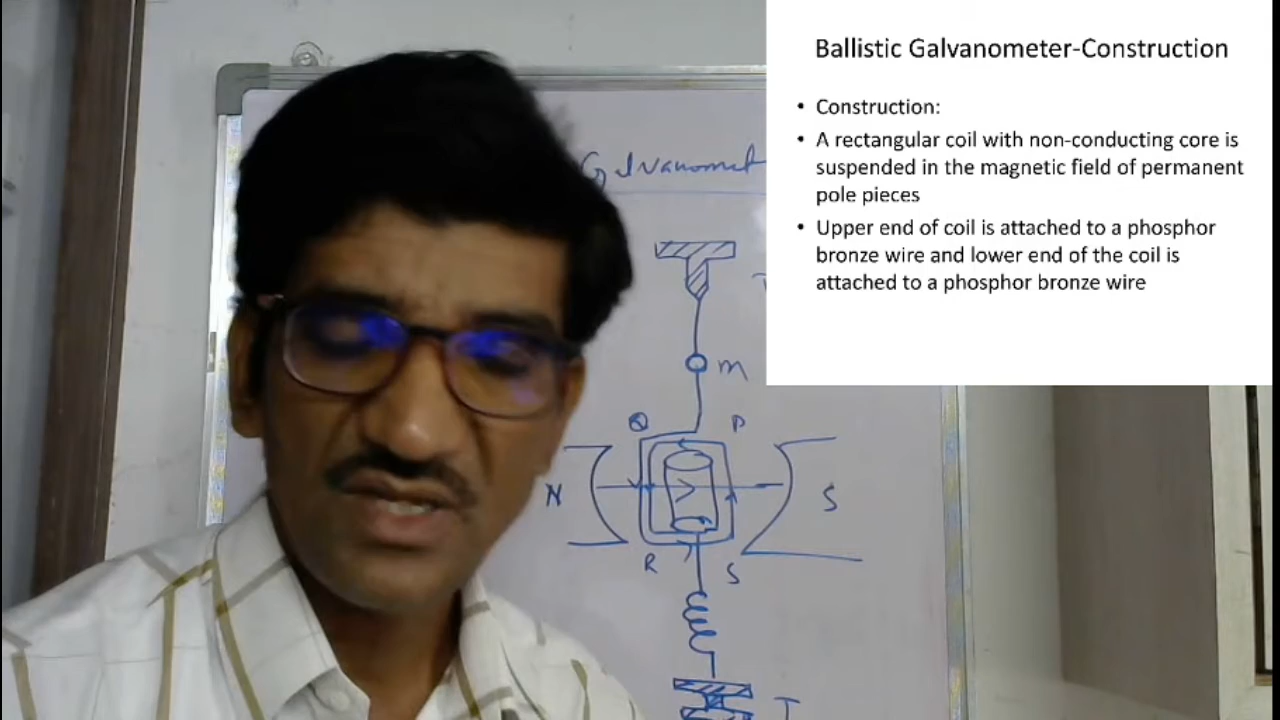 Ballistic Galvanometer-Construction
• Construction:
• A rectangular coil with non-conducting core is
suspended in the magnetic field of permanent
pole pieces
• Upper end of coil is attached to a phosphor
bronze wire and lower end of the coil is
attached to a phosphor bronze wire
Galvanomet
m
Q P
N S
R S
T